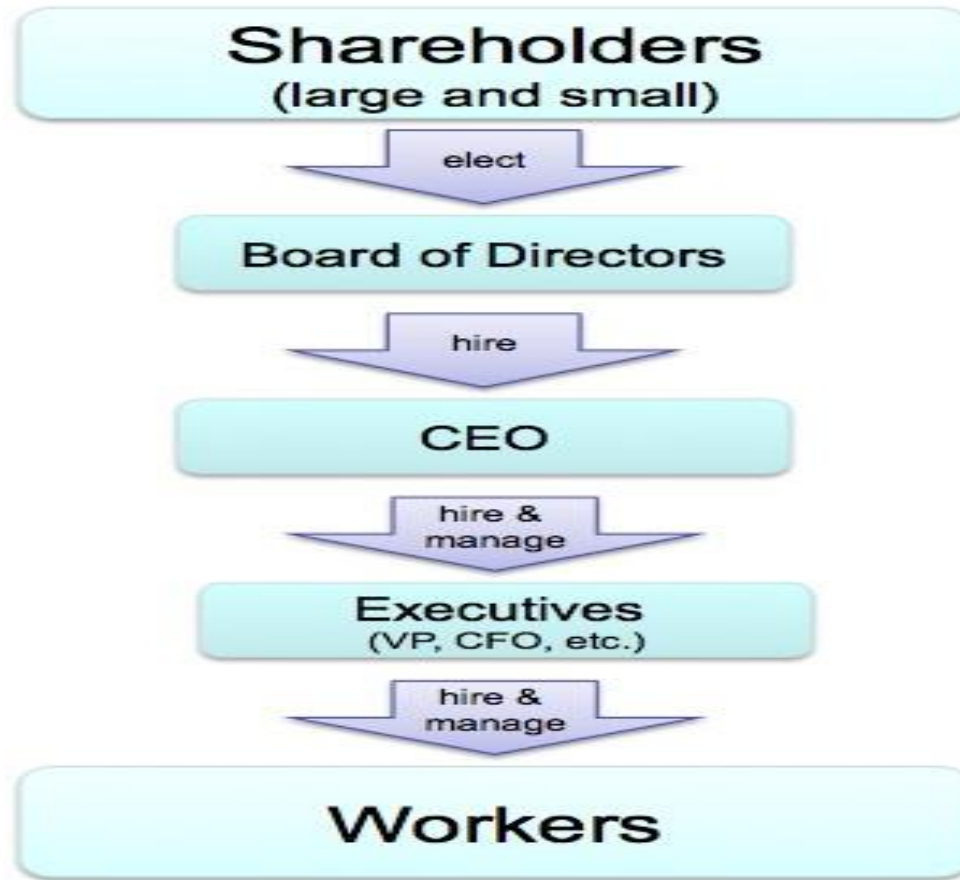 Shareholders
(large and small)
elect
Board of Directors
hire
CEO
hire &
manage
Executives
(VP, CFO, etc.)
hire &
manage
Workers